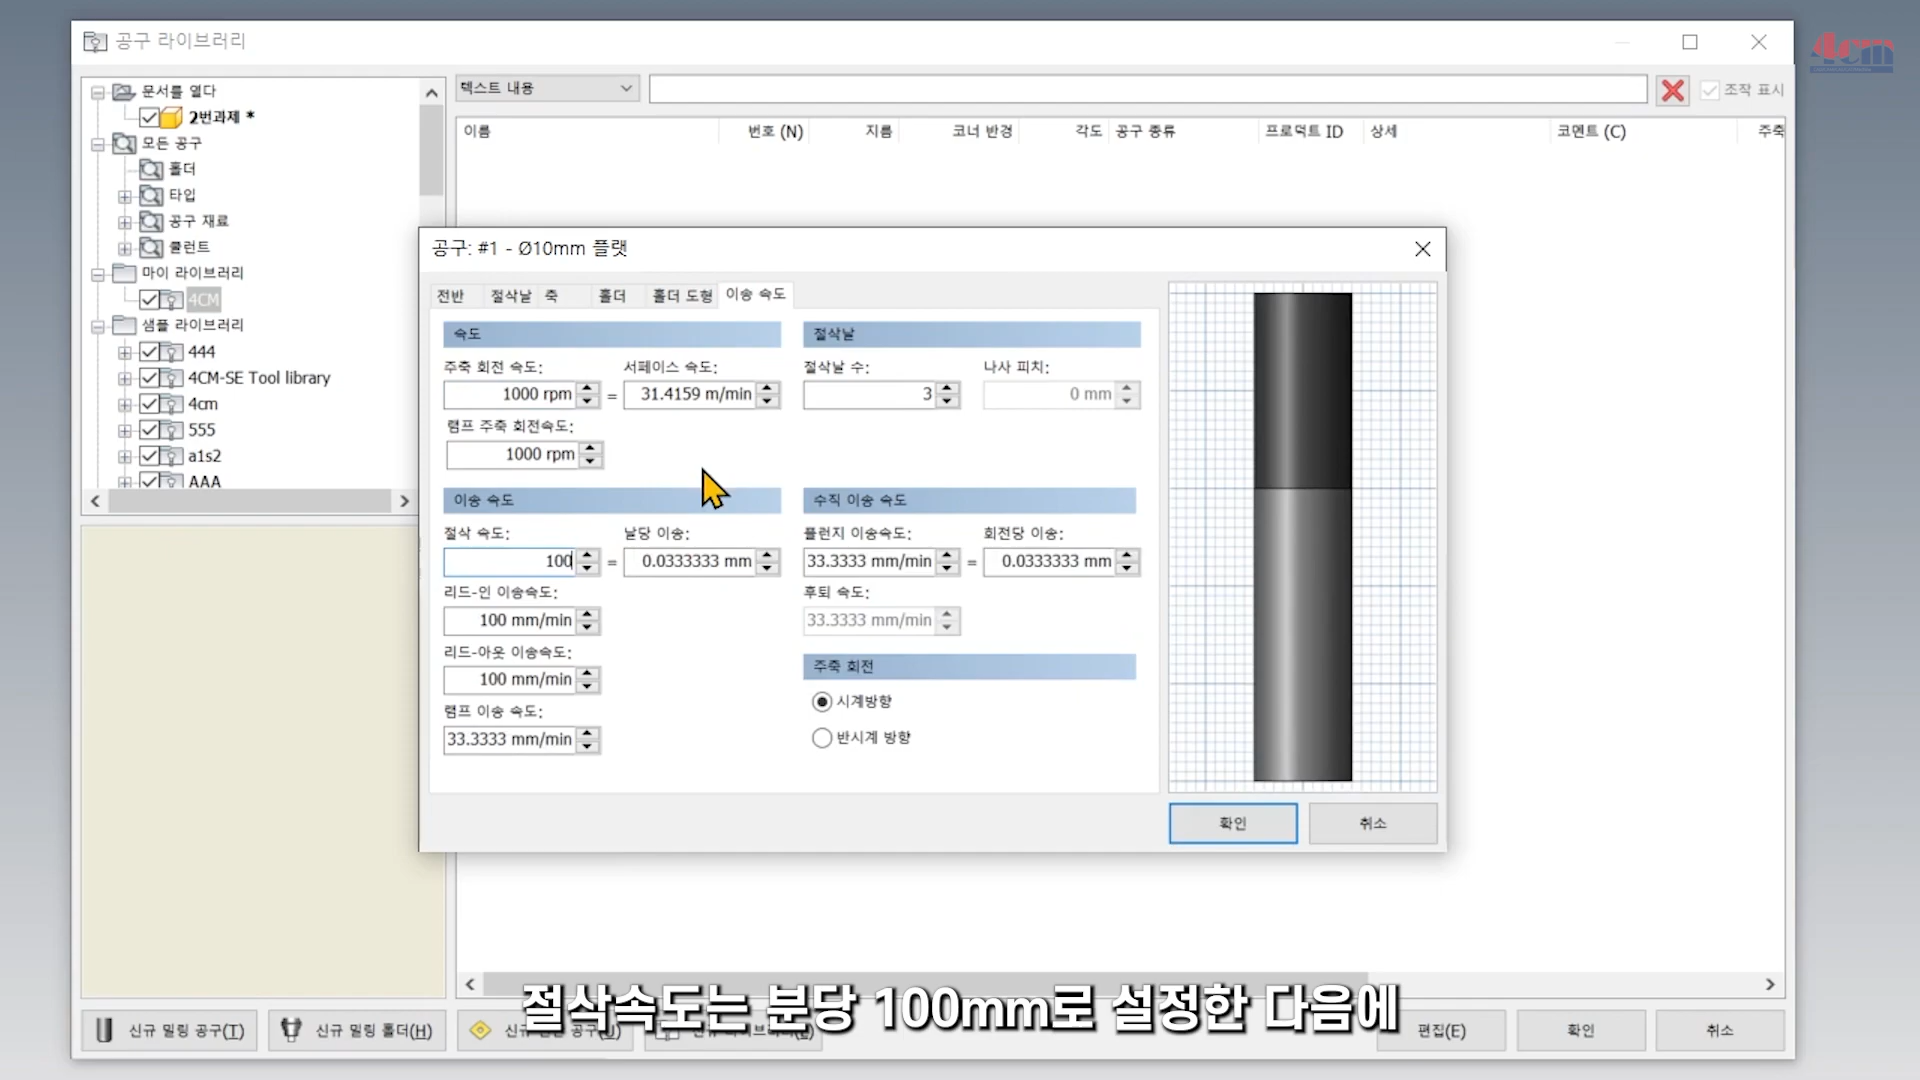 공구 라이브러리
4cm
문서를 열다
2번과제 *
모든 공구
홀더
타입
공구 재료
쿨런트
마이 라이브러리
4CM
샘플 라이브러리
444
4CM-SE Tool library
4cm
555
a1s2
AAA
텍스트 내용
조작 표시
이름 번호 (N) 지름 코너 반경 각도 공구 종류 프로덕트 ID 상세 코멘트 (C) 주축
공구: #1 - Ø10mm 플랫
전반 절삭날 축 홀더 홀더 도형 이송 속도
속도
주축 회전 속도: 서페이스 속도:
1000 rpm = 31.4159 m/min
램프 주축 회전속도:
1000 rpm
절삭날
절삭날 수: 나사 피치:
3 0 mm
이송 속도
절삭 속도: 날당 이송:
100 = 0.0333333 mm
리드-인 이송속도:
100 mm/min
리드-아웃 이송속도:
100 mm/min
램프 이송 속도:
33.3333 mm/min
수직 이송 속도
플런지 이송속도: 회전당 이송:
33.3333 mm/min = 0.0333333 mm
후퇴 속도:
33.3333 mm/min
주축 회전
시계방향
반시계 방향
확인 취소
절삭속도는 분당 100mm로 설정한 다음에
신규 밀링 공구(T) 신규 밀링 홀더(H) 편집(E) 확인 취소